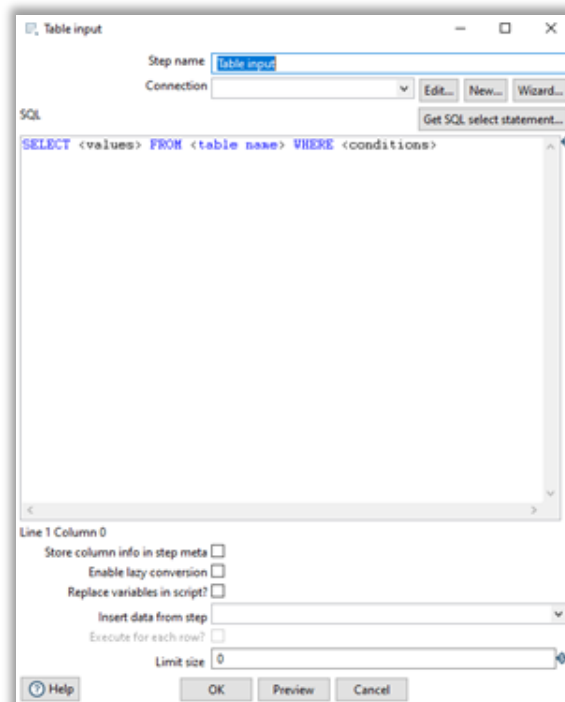 Table input
Step name Table input
Connection Edit... New... Wizard...
SQL Get SQL select statement...
SELECT <values> FROM <table name> WHERE <conditions>
Line 1 Column 0
Store column info in step meta
Enable lazy conversion
Replace variables in script?
Insert data from step
Execute for each row?
Limit size 0
Help OK Preview Cancel